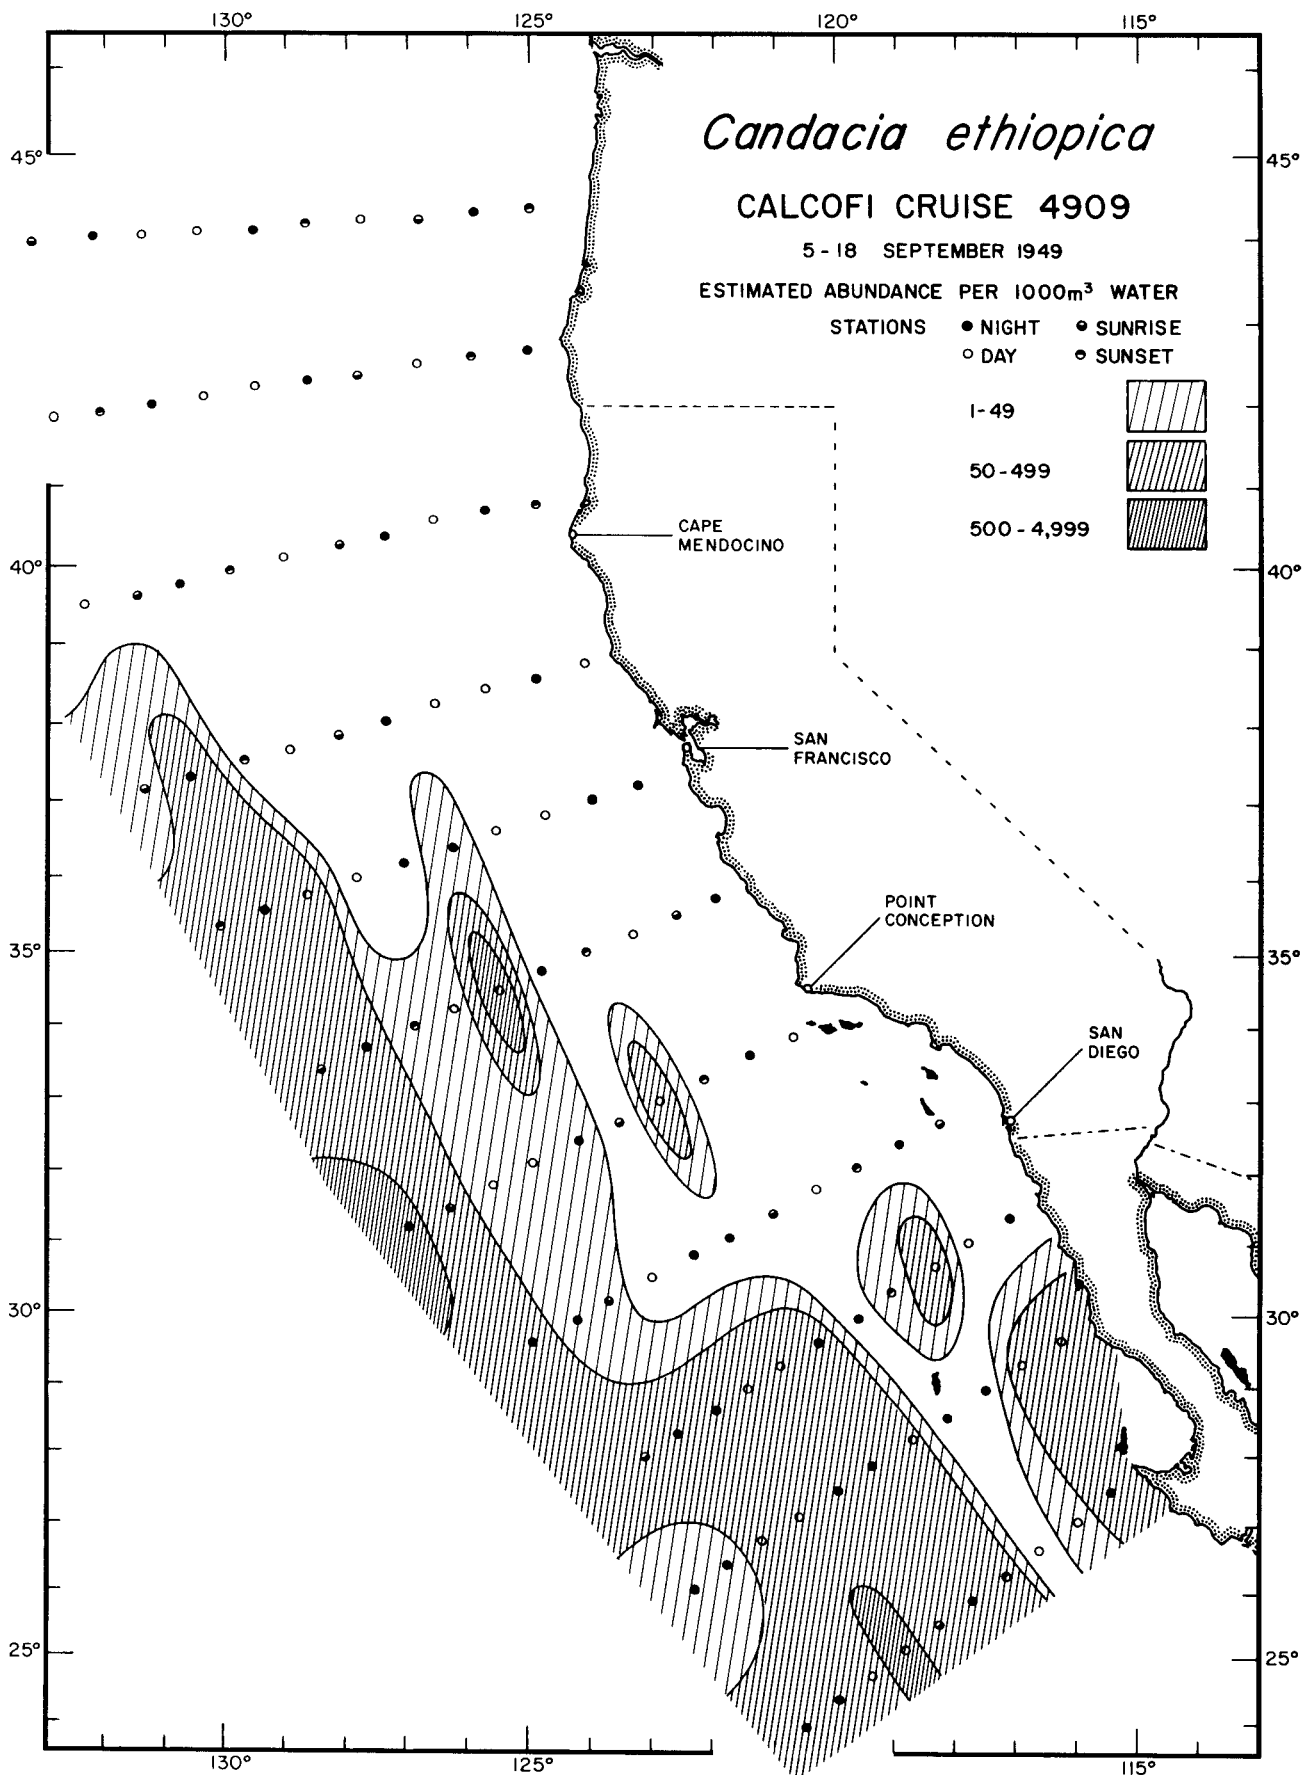 130° 125° 120° 115°
Candacia ethiopica
45° 45°
CALCOFI CRUISE 4909
5-18 SEPTEMBER 1949
ESTIMATED ABUNDANCE PER 1000m³ WATER
STATIONS ● NIGHT SUNRISE
○ DAY SUNSET
1-49
50-499
500-4,999
CAPE
MENDOCINO
40° 40°
SAN
FRANCISCO
POINT
CONCEPTION
35° 35°
SAN
DIEGO
30° 30°
25° 25°
130° 125° 115°